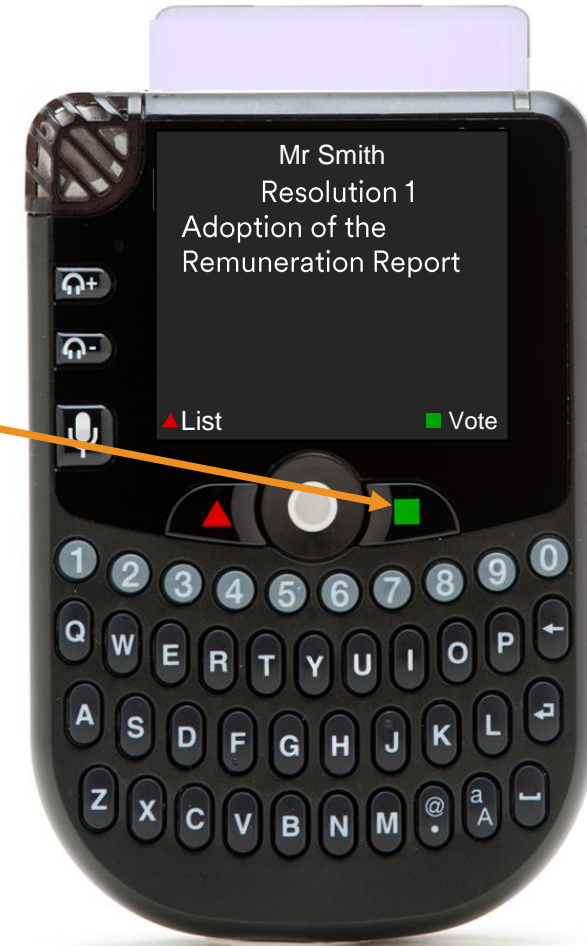 Mr Smith
Resolution 1
Adoption of the
Remuneration Report
List Vote
+
-
1 2 3 4 5 6 7 8 9 0
Q W E R T Y U I O P ←
A S D F G H J K L ↵
Z X C V B N M @ . a A ⎵